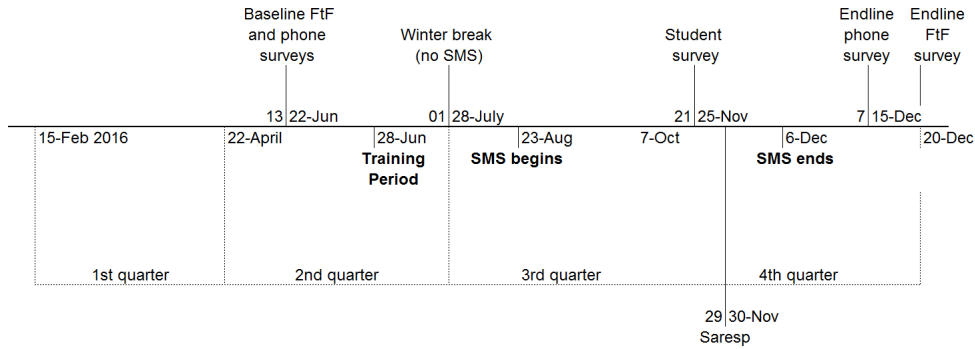 Baseline FtF
and phone
surveys
Winter break
(no SMS)
Student
survey
Endline
phone
survey
Endline
FtF
survey
13 22-Jun
01 28-July
21 25-Nov
7 15-Dec
15-Feb 2016
22-April
28-Jun
Training
Period
23-Aug
SMS begins
7-Oct
6-Dec
SMS ends
20-Dec
1st quarter
2nd quarter
3rd quarter
4th quarter
29 30-Nov
Saresp